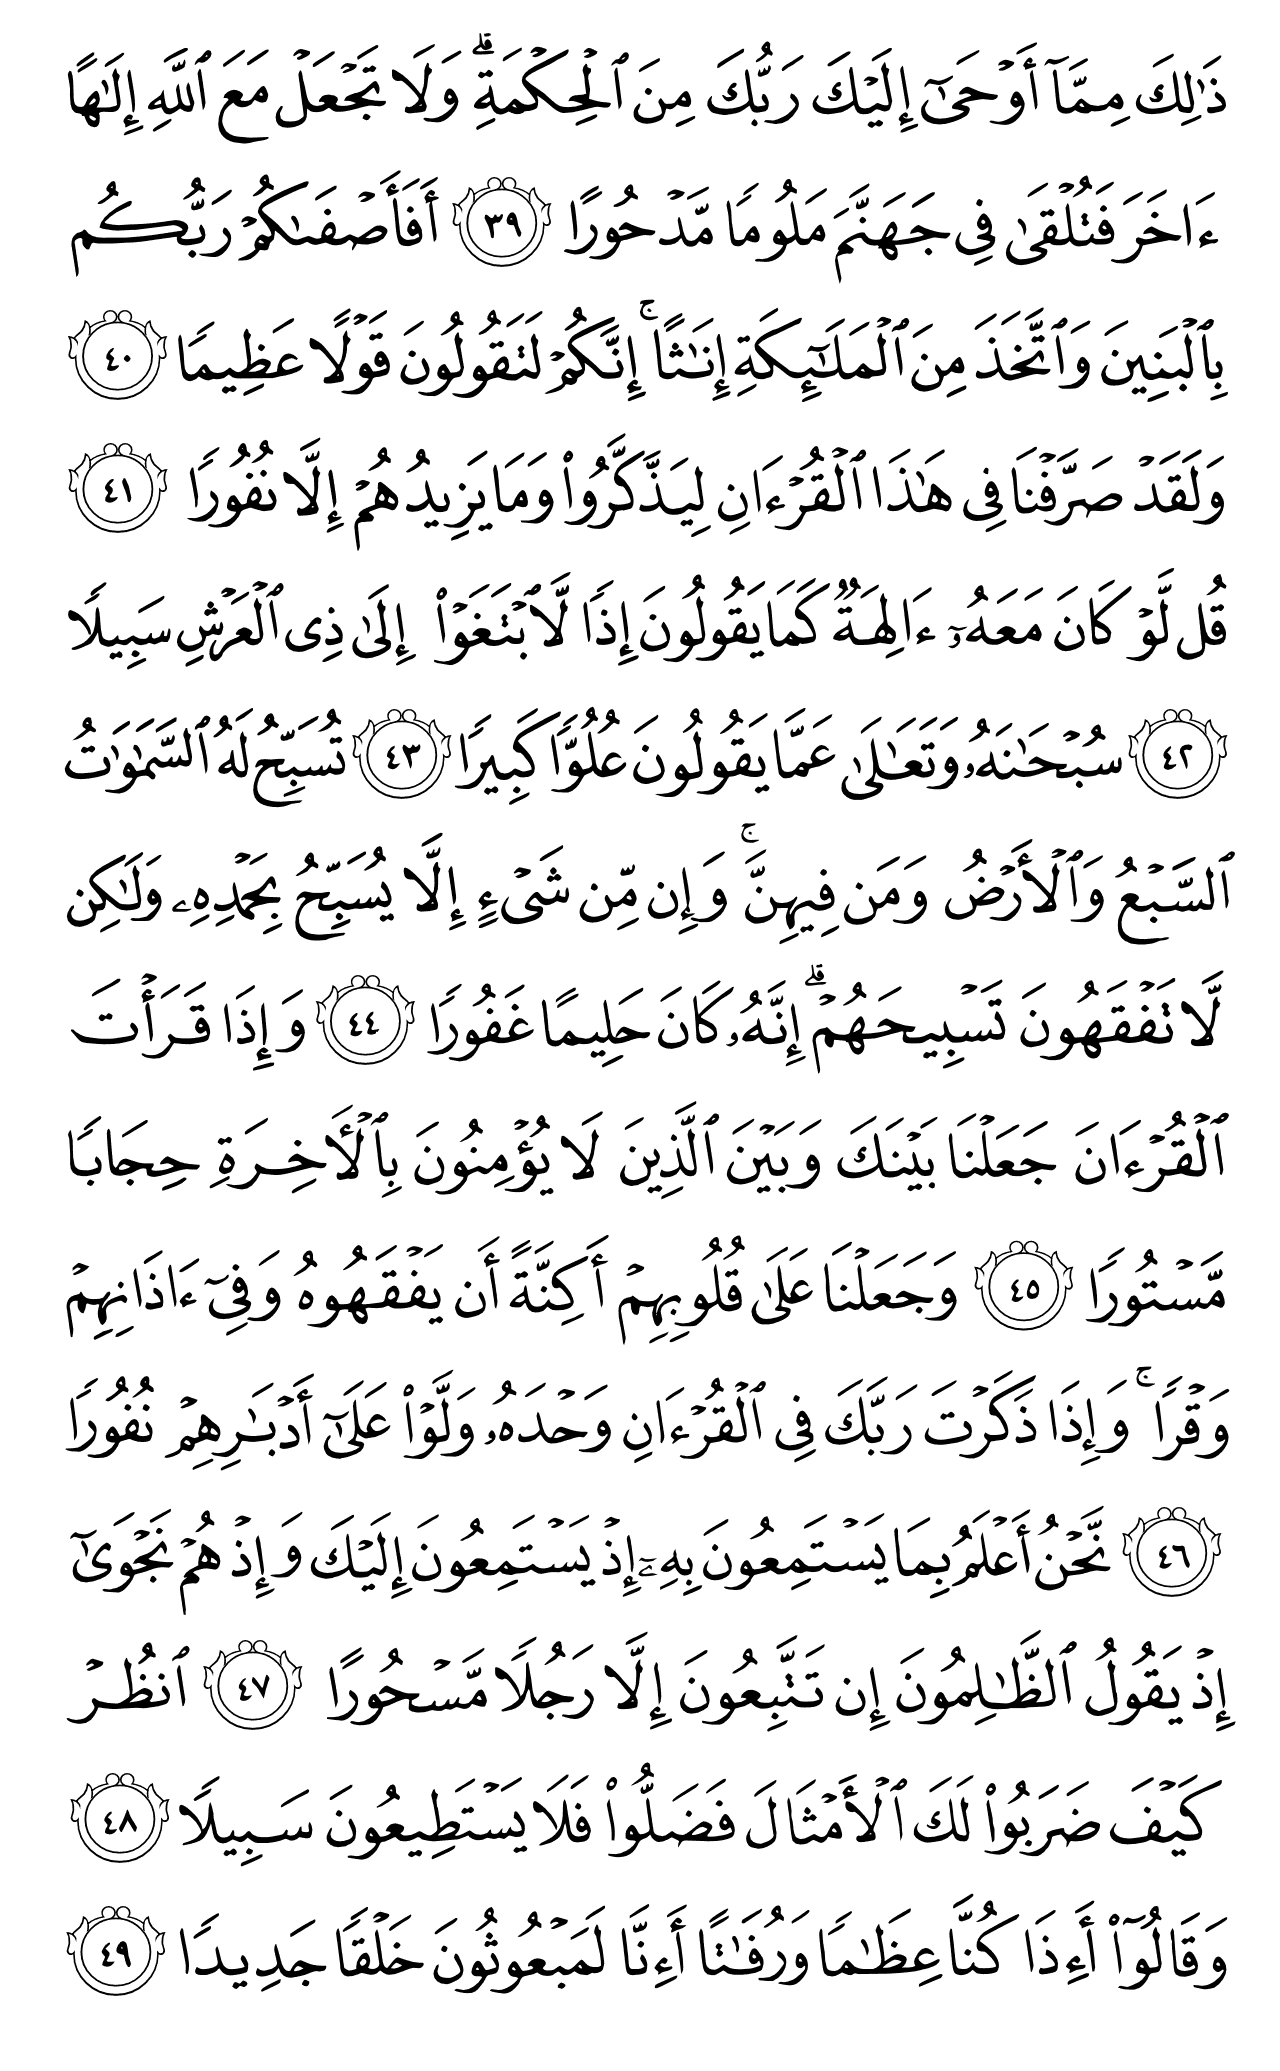 ذَٰلِكَ مِمَّآ أَوۡحَىٰٓ إِلَيۡكَ رَبُّكَ مِنَ ٱلۡحِكۡمَةِۗ وَلَا تَجۡعَلۡ مَعَ ٱللَّهِ إِلَٰهًا
ءَاخَرَ فَتُلۡقَىٰ فِي جَهَنَّمَ مَلُومٗا مَّدۡحُورًا ٣٩ أَفَأَصۡفَىٰكُمۡ رَبُّكُم
بِٱلۡبَنِينَ وَٱتَّخَذَ مِنَ ٱلۡمَلَٰٓئِكَةِ إِنَٰثًاۚ إِنَّكُمۡ لَتَقُولُونَ قَوۡلًا عَظِيمٗا ٤٠
وَلَقَدۡ صَرَّفۡنَا فِي هَٰذَا ٱلۡقُرۡءَانِ لِيَذَّكَّرُواْ وَمَا يَزِيدُهُمۡ إِلَّا نُفُورٗا ٤١
قُل لَّوۡ كَانَ مَعَهُۥٓ ءَالِهَةٞ كَمَا يَقُولُونَ إِذٗا لَّٱبۡتَغَوۡاْ إِلَىٰ ذِي ٱلۡعَرۡشِ سَبِيلٗا
٤٢ سُبۡحَٰنَهُۥ وَتَعَٰلَىٰ عَمَّا يَقُولُونَ عُلُوّٗا كَبِيرٗا ٤٣ تُسَبِّحُ لَهُ ٱلسَّمَٰوَٰتُ
ٱلسَّبۡعُ وَٱلۡأَرۡضُ وَمَن فِيهِنَّۚ وَإِن مِّن شَيۡءٍ إِلَّا يُسَبِّحُ بِحَمۡدِهِۦ وَلَٰكِن
لَّا تَفۡقَهُونَ تَسۡبِيحَهُمۡۗ إِنَّهُۥ كَانَ حَلِيمًا غَفُورٗا ٤٤ وَإِذَا قَرَأۡتَ
ٱلۡقُرۡءَانَ جَعَلۡنَا بَيۡنَكَ وَبَيۡنَ ٱلَّذِينَ لَا يُؤۡمِنُونَ بِٱلۡأٓخِرَةِ حِجَابٗا
مَّسۡتُورٗا ٤٥ وَجَعَلۡنَا عَلَىٰ قُلُوبِهِمۡ أَكِنَّةً أَن يَفۡقَهُوهُ وَفِيٓ ءَاذَانِهِمۡ
وَقۡرٗاۚ وَإِذَا ذَكَرۡتَ رَبَّكَ فِي ٱلۡقُرۡءَانِ وَحۡدَهُۥ وَلَّوۡاْ عَلَىٰٓ أَدۡبَٰرِهِمۡ نُفُورٗا
٤٦ نَّحۡنُ أَعۡلَمُ بِمَا يَسۡتَمِعُونَ بِهِۦٓ إِذۡ يَسۡتَمِعُونَ إِلَيۡكَ وَإِذۡ هُمۡ نَجۡوَىٰٓ
إِذۡ يَقُولُ ٱلظَّٰلِمُونَ إِن تَتَّبِعُونَ إِلَّا رَجُلٗا مَّسۡحُورًا ٤٧ ٱنظُرۡ
كَيۡفَ ضَرَبُواْ لَكَ ٱلۡأَمۡثَالَ فَضَلُّواْ فَلَا يَسۡتَطِيعُونَ سَبِيلٗا ٤٨
وَقَالُوٓاْ أَءِذَا كُنَّا عِظَٰمٗا وَرُفَٰتًا أَءِنَّا لَمَبۡعُوثُونَ خَلۡقٗا جَدِيدٗا ٤٩